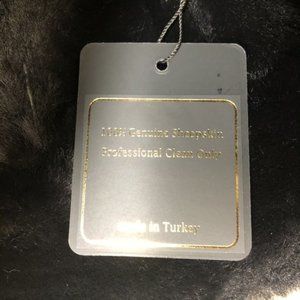 100% Genuine Sheepskin
Professional Clean Only
Made in Turkey